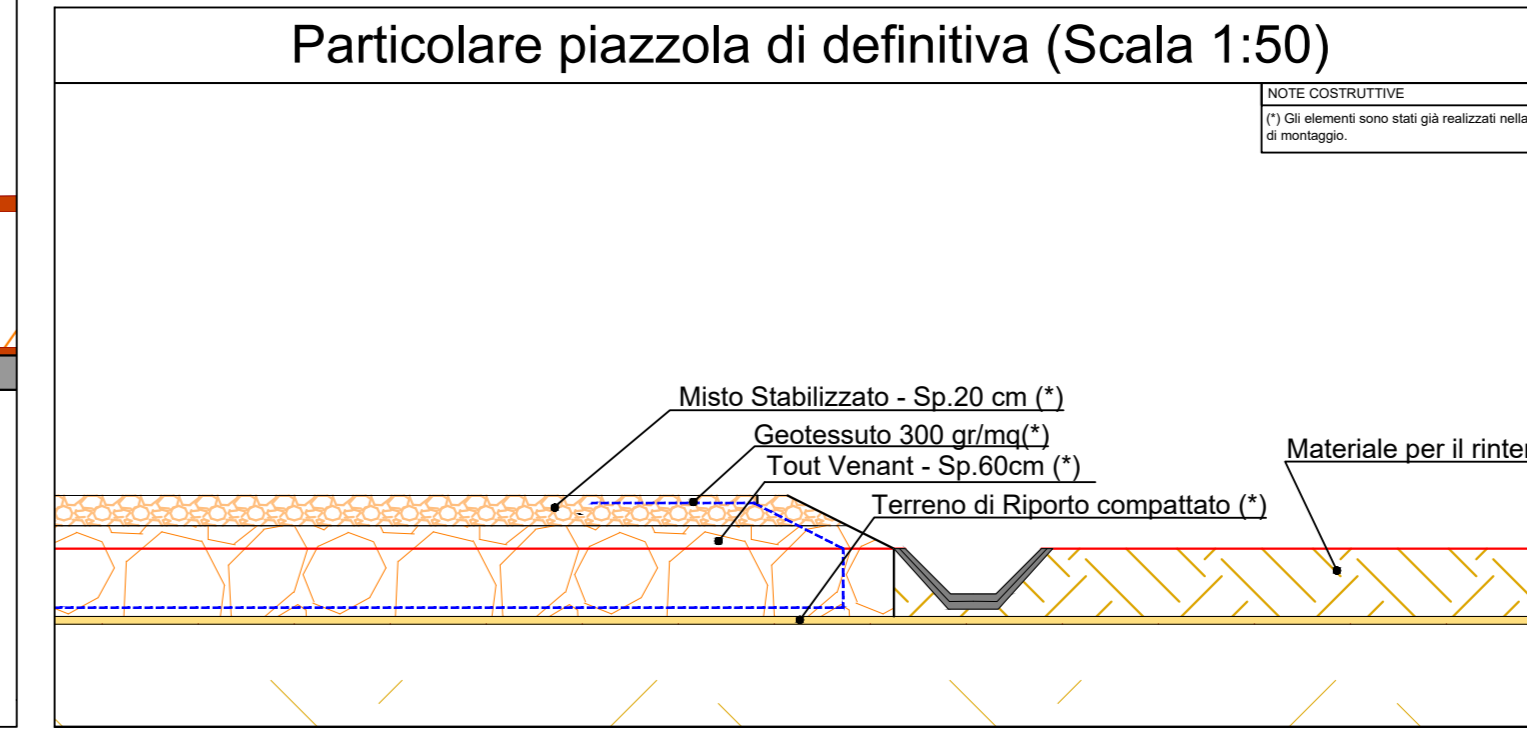 Particolare piazzola di definitiva (Scala 1:50)
NOTE COSTRUTTIVE
(*) Gli elementi sono stati già realizzati nella
di montaggio.
Misto Stabilizzato - Sp.20 cm (*)
Geotessuto 300 gr/mq(*)
Tout Venant - Sp.60cm (*)
Materiale per il
Terreno di Riporto compattato (*)